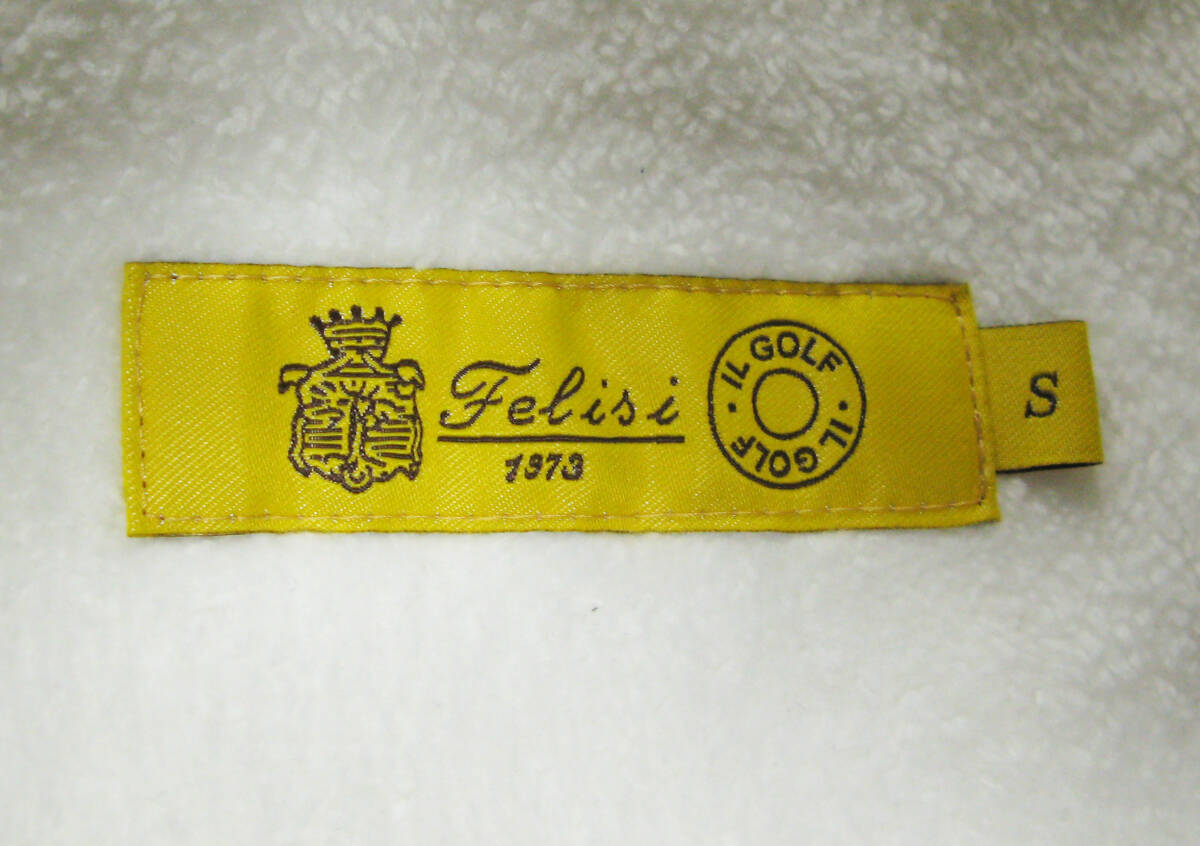 Felisi
1973
IL GOLF · IL GOLF ·
S